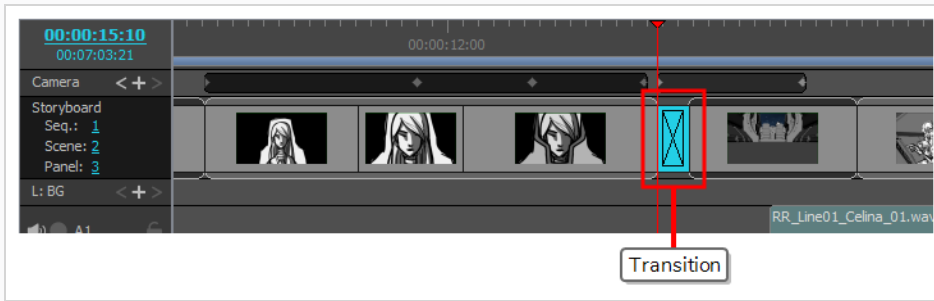 00:00:15:10
00:07:03:21
00:00:12:00
Camera < + >
Storyboard
Seq.: 1
Scene: 2
Panel: 3
L: BG < + >
A1
RR_Line01_Celina_01.wav
Transition